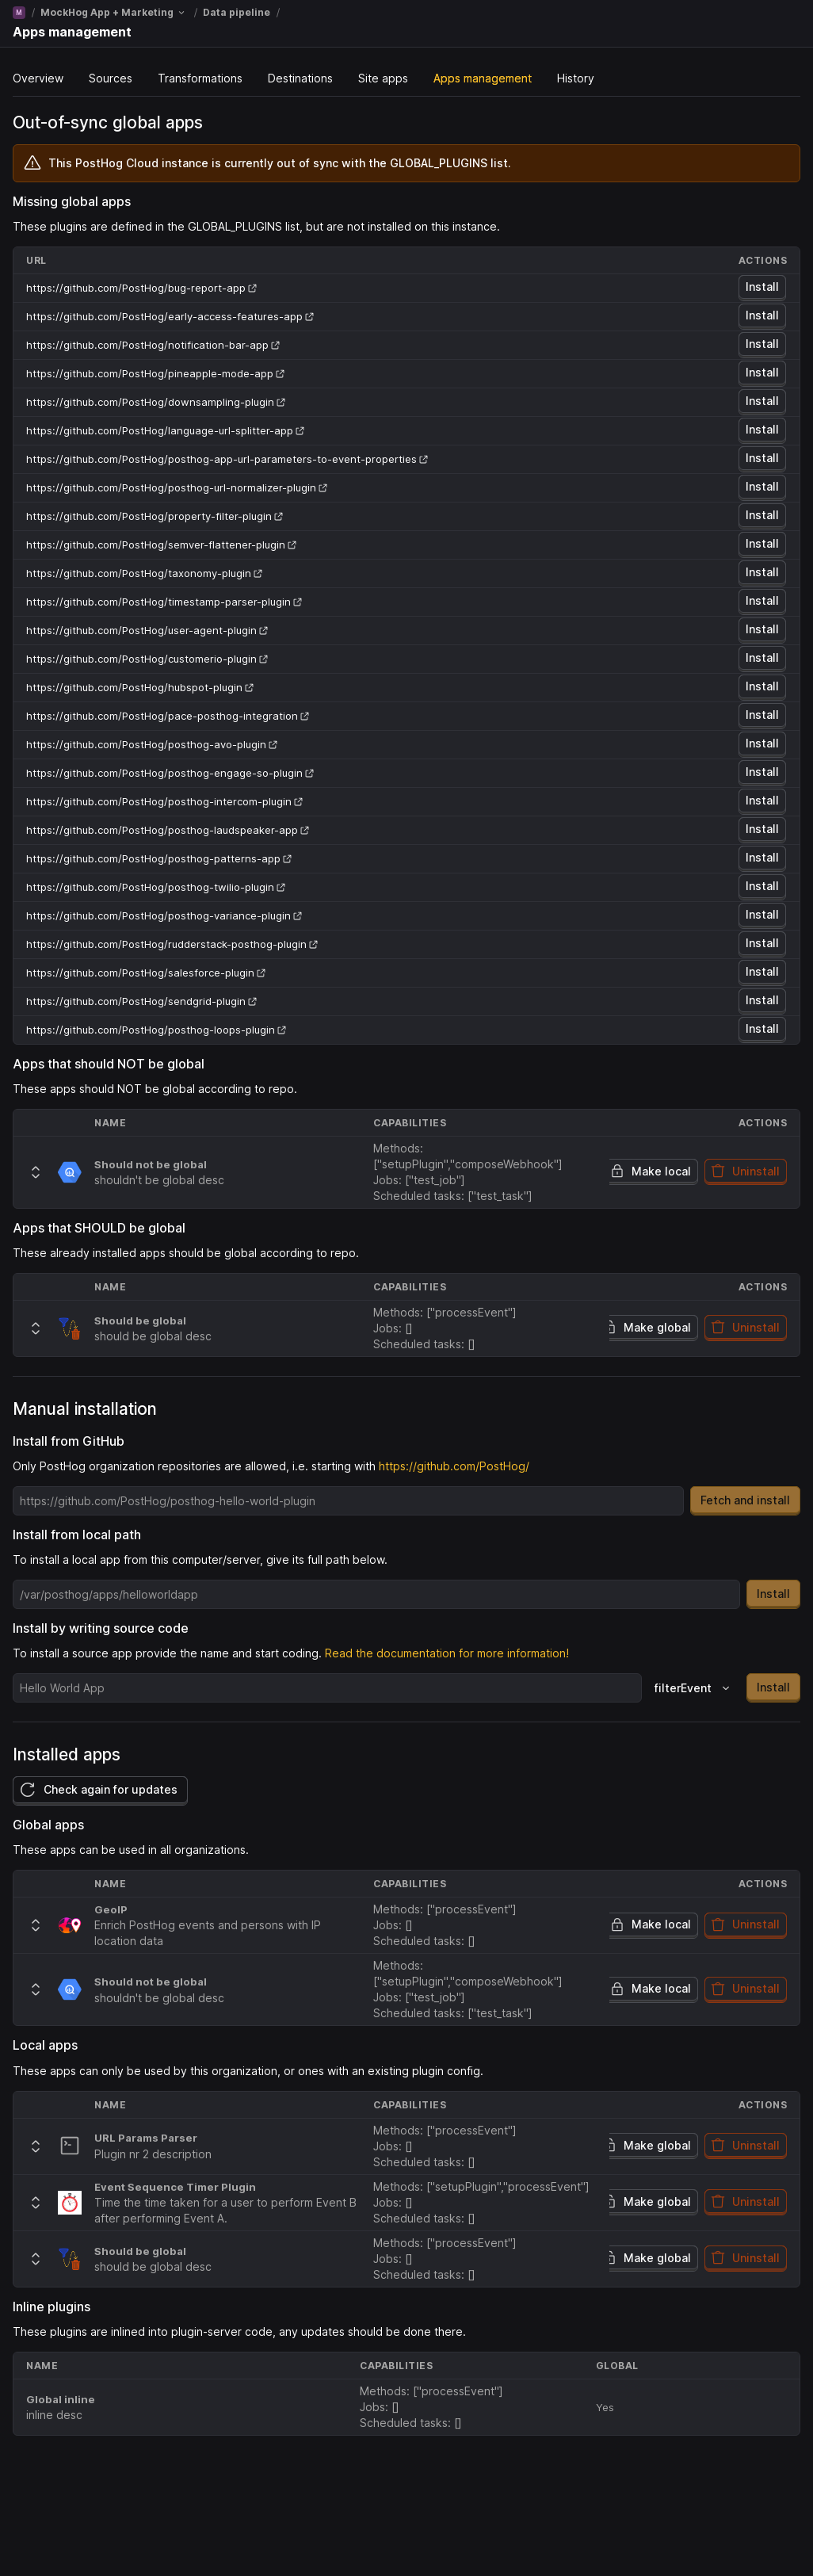 M / MockHog App + Marketing / Data pipeline /
Apps management
Overview Sources Transformations Destinations Site apps Apps management History
Out-of-sync global apps
This PostHog Cloud instance is currently out of sync with the GLOBAL_PLUGINS list.
Missing global apps
These plugins are defined in the GLOBAL_PLUGINS list, but are not installed on this instance.
URL ACTIONS
https://github.com/PostHog/bug-report-app Install
https://github.com/PostHog/early-access-features-app Install
https://github.com/PostHog/notification-bar-app Install
https://github.com/PostHog/pineapple-mode-app Install
https://github.com/PostHog/downsampling-plugin Install
https://github.com/PostHog/language-url-splitter-app Install
https://github.com/PostHog/posthog-app-url-parameters-to-event-properties Install
https://github.com/PostHog/posthog-url-normalizer-plugin Install
https://github.com/PostHog/property-filter-plugin Install
https://github.com/PostHog/semver-flattener-plugin Install
https://github.com/PostHog/taxonomy-plugin Install
https://github.com/PostHog/timestamp-parser-plugin Install
https://github.com/PostHog/user-agent-plugin Install
https://github.com/PostHog/customerio-plugin Install
https://github.com/PostHog/hubspot-plugin Install
https://github.com/PostHog/pace-posthog-integration Install
https://github.com/PostHog/posthog-avo-plugin Install
https://github.com/PostHog/posthog-engage-so-plugin Install
https://github.com/PostHog/posthog-intercom-plugin Install
https://github.com/PostHog/posthog-laudspeaker-app Install
https://github.com/PostHog/posthog-patterns-app Install
https://github.com/PostHog/posthog-twilio-plugin Install
https://github.com/PostHog/posthog-variance-plugin Install
https://github.com/PostHog/rudderstack-posthog-plugin Install
https://github.com/PostHog/salesforce-plugin Install
https://github.com/PostHog/sendgrid-plugin Install
https://github.com/PostHog/posthog-loops-plugin Install
Apps that should NOT be global
These apps should NOT be global according to repo.
NAME CAPABILITIES ACTIONS
Should not be global
shouldn't be global desc
Methods:
["setupPlugin","composeWebhook"]
Jobs: ["test_job"]
Scheduled tasks: ["test_task"]
Make local Uninstall
Apps that SHOULD be global
These already installed apps should be global according to repo.
NAME CAPABILITIES ACTIONS
Should be global
should be global desc
Methods: ["processEvent"]
Jobs: []
Scheduled tasks: []
Make global Uninstall
Manual installation
Install from GitHub
Only PostHog organization repositories are allowed, i.e. starting with https://github.com/PostHog/
https://github.com/PostHog/posthog-hello-world-plugin Fetch and install
Install from local path
To install a local app from this computer/server, give its full path below.
/var/posthog/apps/helloworldapp Install
Install by writing source code
To install a source app provide the name and start coding. Read the documentation for more information!
Hello World App filterEvent Install
Installed apps
Check again for updates
Global apps
These apps can be used in all organizations.
NAME CAPABILITIES ACTIONS
GeoIP
Enrich PostHog events and persons with IP
location data
Methods: ["processEvent"]
Jobs: []
Scheduled tasks: []
Make local Uninstall
Should not be global
shouldn't be global desc
Methods:
["setupPlugin","composeWebhook"]
Jobs: ["test_job"]
Scheduled tasks: ["test_task"]
Make local Uninstall
Local apps
These apps can only be used by this organization, or ones with an existing plugin config.
NAME CAPABILITIES ACTIONS
URL Params Parser
Plugin nr 2 description
Methods: ["processEvent"]
Jobs: []
Scheduled tasks: []
Make global Uninstall
Event Sequence Timer Plugin
Time the time taken for a user to perform Event B
after performing Event A.
Methods: ["setupPlugin","processEvent"]
Jobs: []
Scheduled tasks: []
Make global Uninstall
Should be global
should be global desc
Methods: ["processEvent"]
Jobs: []
Scheduled tasks: []
Make global Uninstall
Inline plugins
These plugins are inlined into plugin-server code, any updates should be done there.
NAME CAPABILITIES GLOBAL
Global inline
inline desc
Methods: ["processEvent"]
Jobs: []
Scheduled tasks: []
Yes